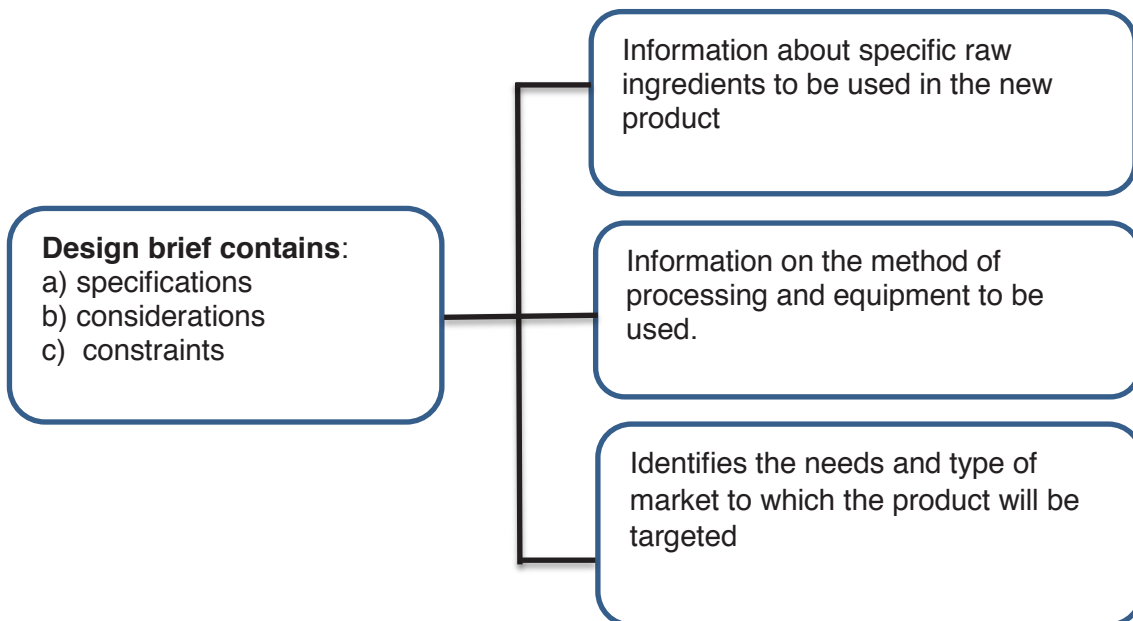 Information about specific raw
ingredients to be used in the new
product
Design brief contains:
a) specifications
b) considerations
c) constraints
Information on the method of
processing and equipment to be
used.
Identifies the needs and type of
market to which the product will be
targeted